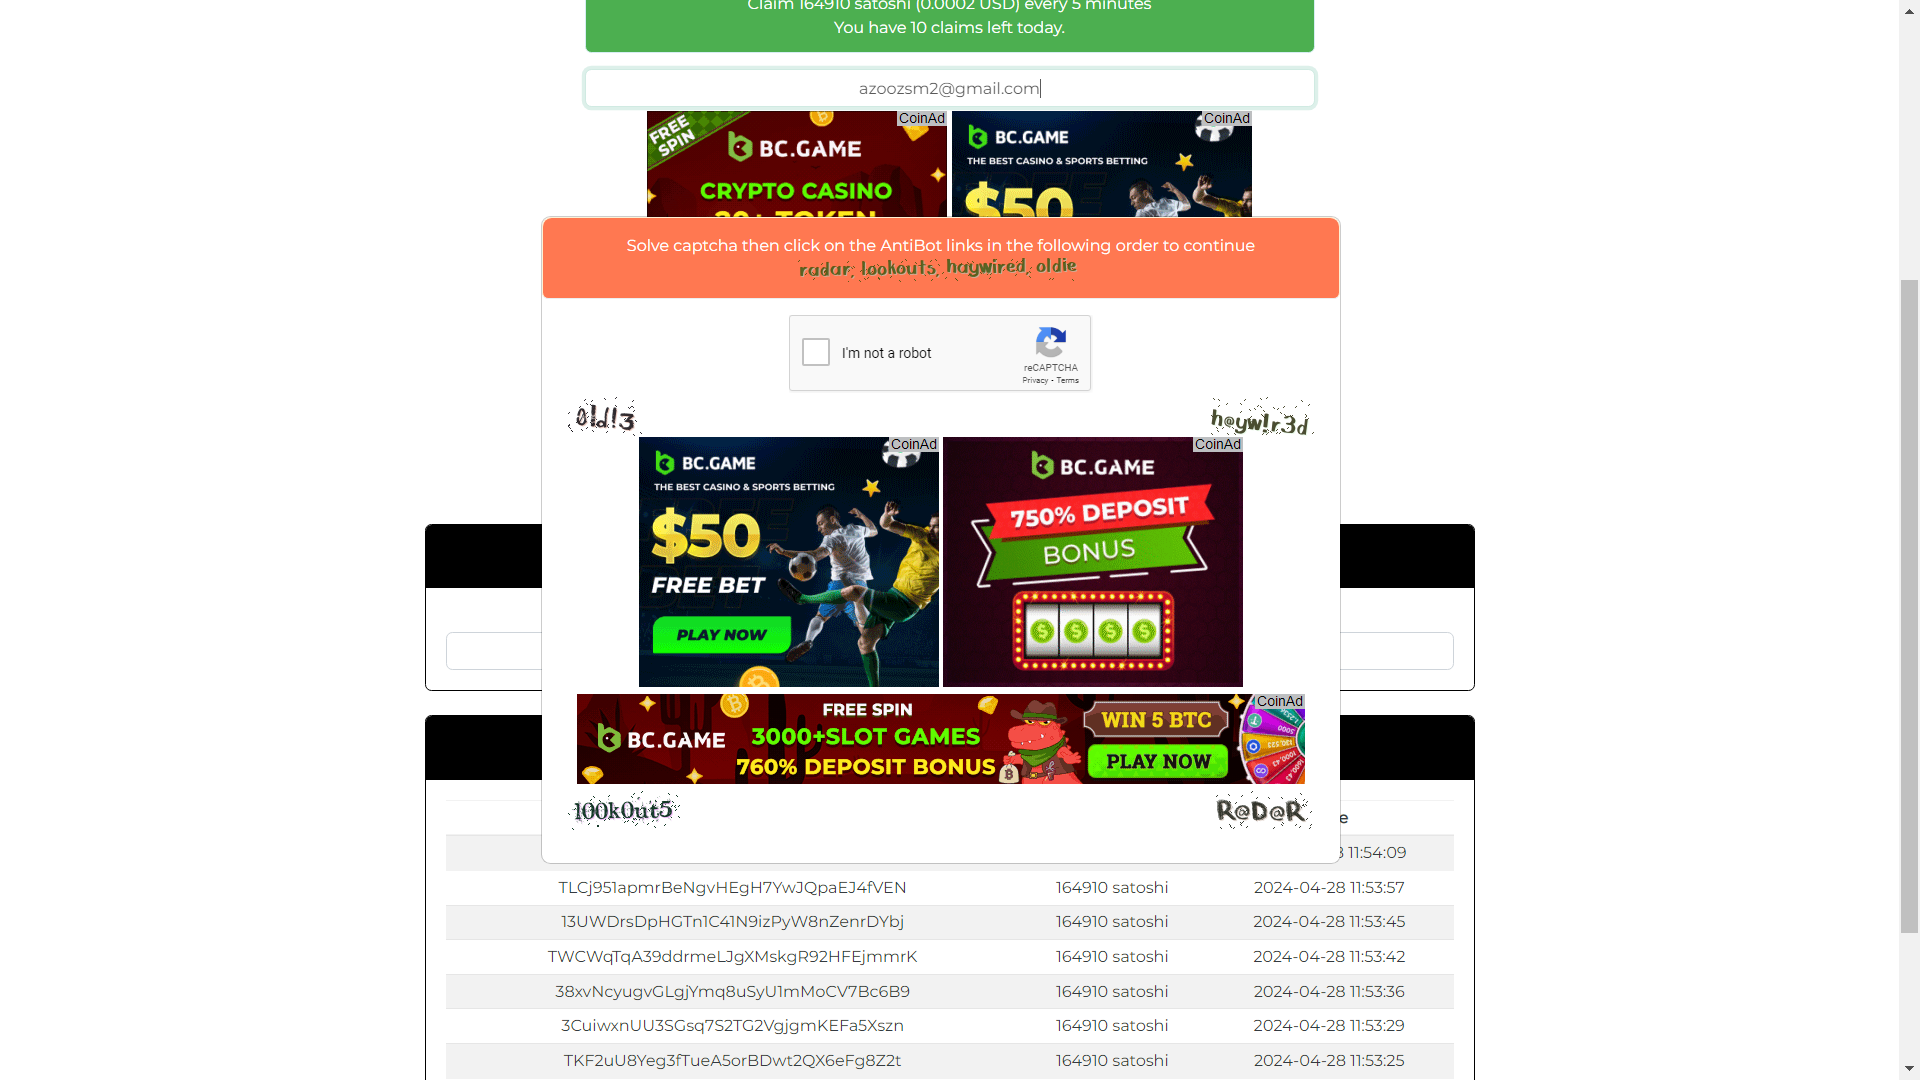 Claim 164910 satoshi (0.0002 USD) every 5 minutes
You have 10 claims left today.
azoozsm2@gmail.com
CoinAd
FREE SPIN
BC.GAME
CRYPTO CASINO
20+ TOKEN
CoinAd
BC.GAME
THE BEST CASINO & SPORTS BETTING
$50
Solve captcha then click on the AntiBot links in the following order to continue
radar, lookouts, haywired, oldie
I'm not a robot
reCAPTCHA
Privacy - Terms
0ld!3
h@yw!r3d
CoinAd
BC.GAME
THE BEST CASINO & SPORTS BETTING
$50
FREE BET
PLAY NOW
CoinAd
BC.GAME
750% DEPOSIT
BONUS
CoinAd
BC.GAME
FREE SPIN
3000+SLOT GAMES
760% DEPOSIT BONUS
WIN 5 BTC
PLAY NOW
l00k0ut5
R@D@R
e
8 11:54:09
TLCj951apmrBeNgvHEgH7YwJQpaEJ4fVEN 164910 satoshi 2024-04-28 11:53:57
13UWDrsDpHGTn1C41N9izPyW8nZenrDYbj 164910 satoshi 2024-04-28 11:53:45
TWCWqTqA39ddrmeLJgXMskgR92HFEjmmrK 164910 satoshi 2024-04-28 11:53:42
38xvNcyugvGLgjYmq8uSyU1mMoCV7Bc6B9 164910 satoshi 2024-04-28 11:53:36
3CuiwxnUU3SGsq7S2TG2VgjgmKEFa5Xszn 164910 satoshi 2024-04-28 11:53:29
TKF2uU8Yeg3fTueA5orBDwt2QX6eFg8Z2t 164910 satoshi 2024-04-28 11:53:25